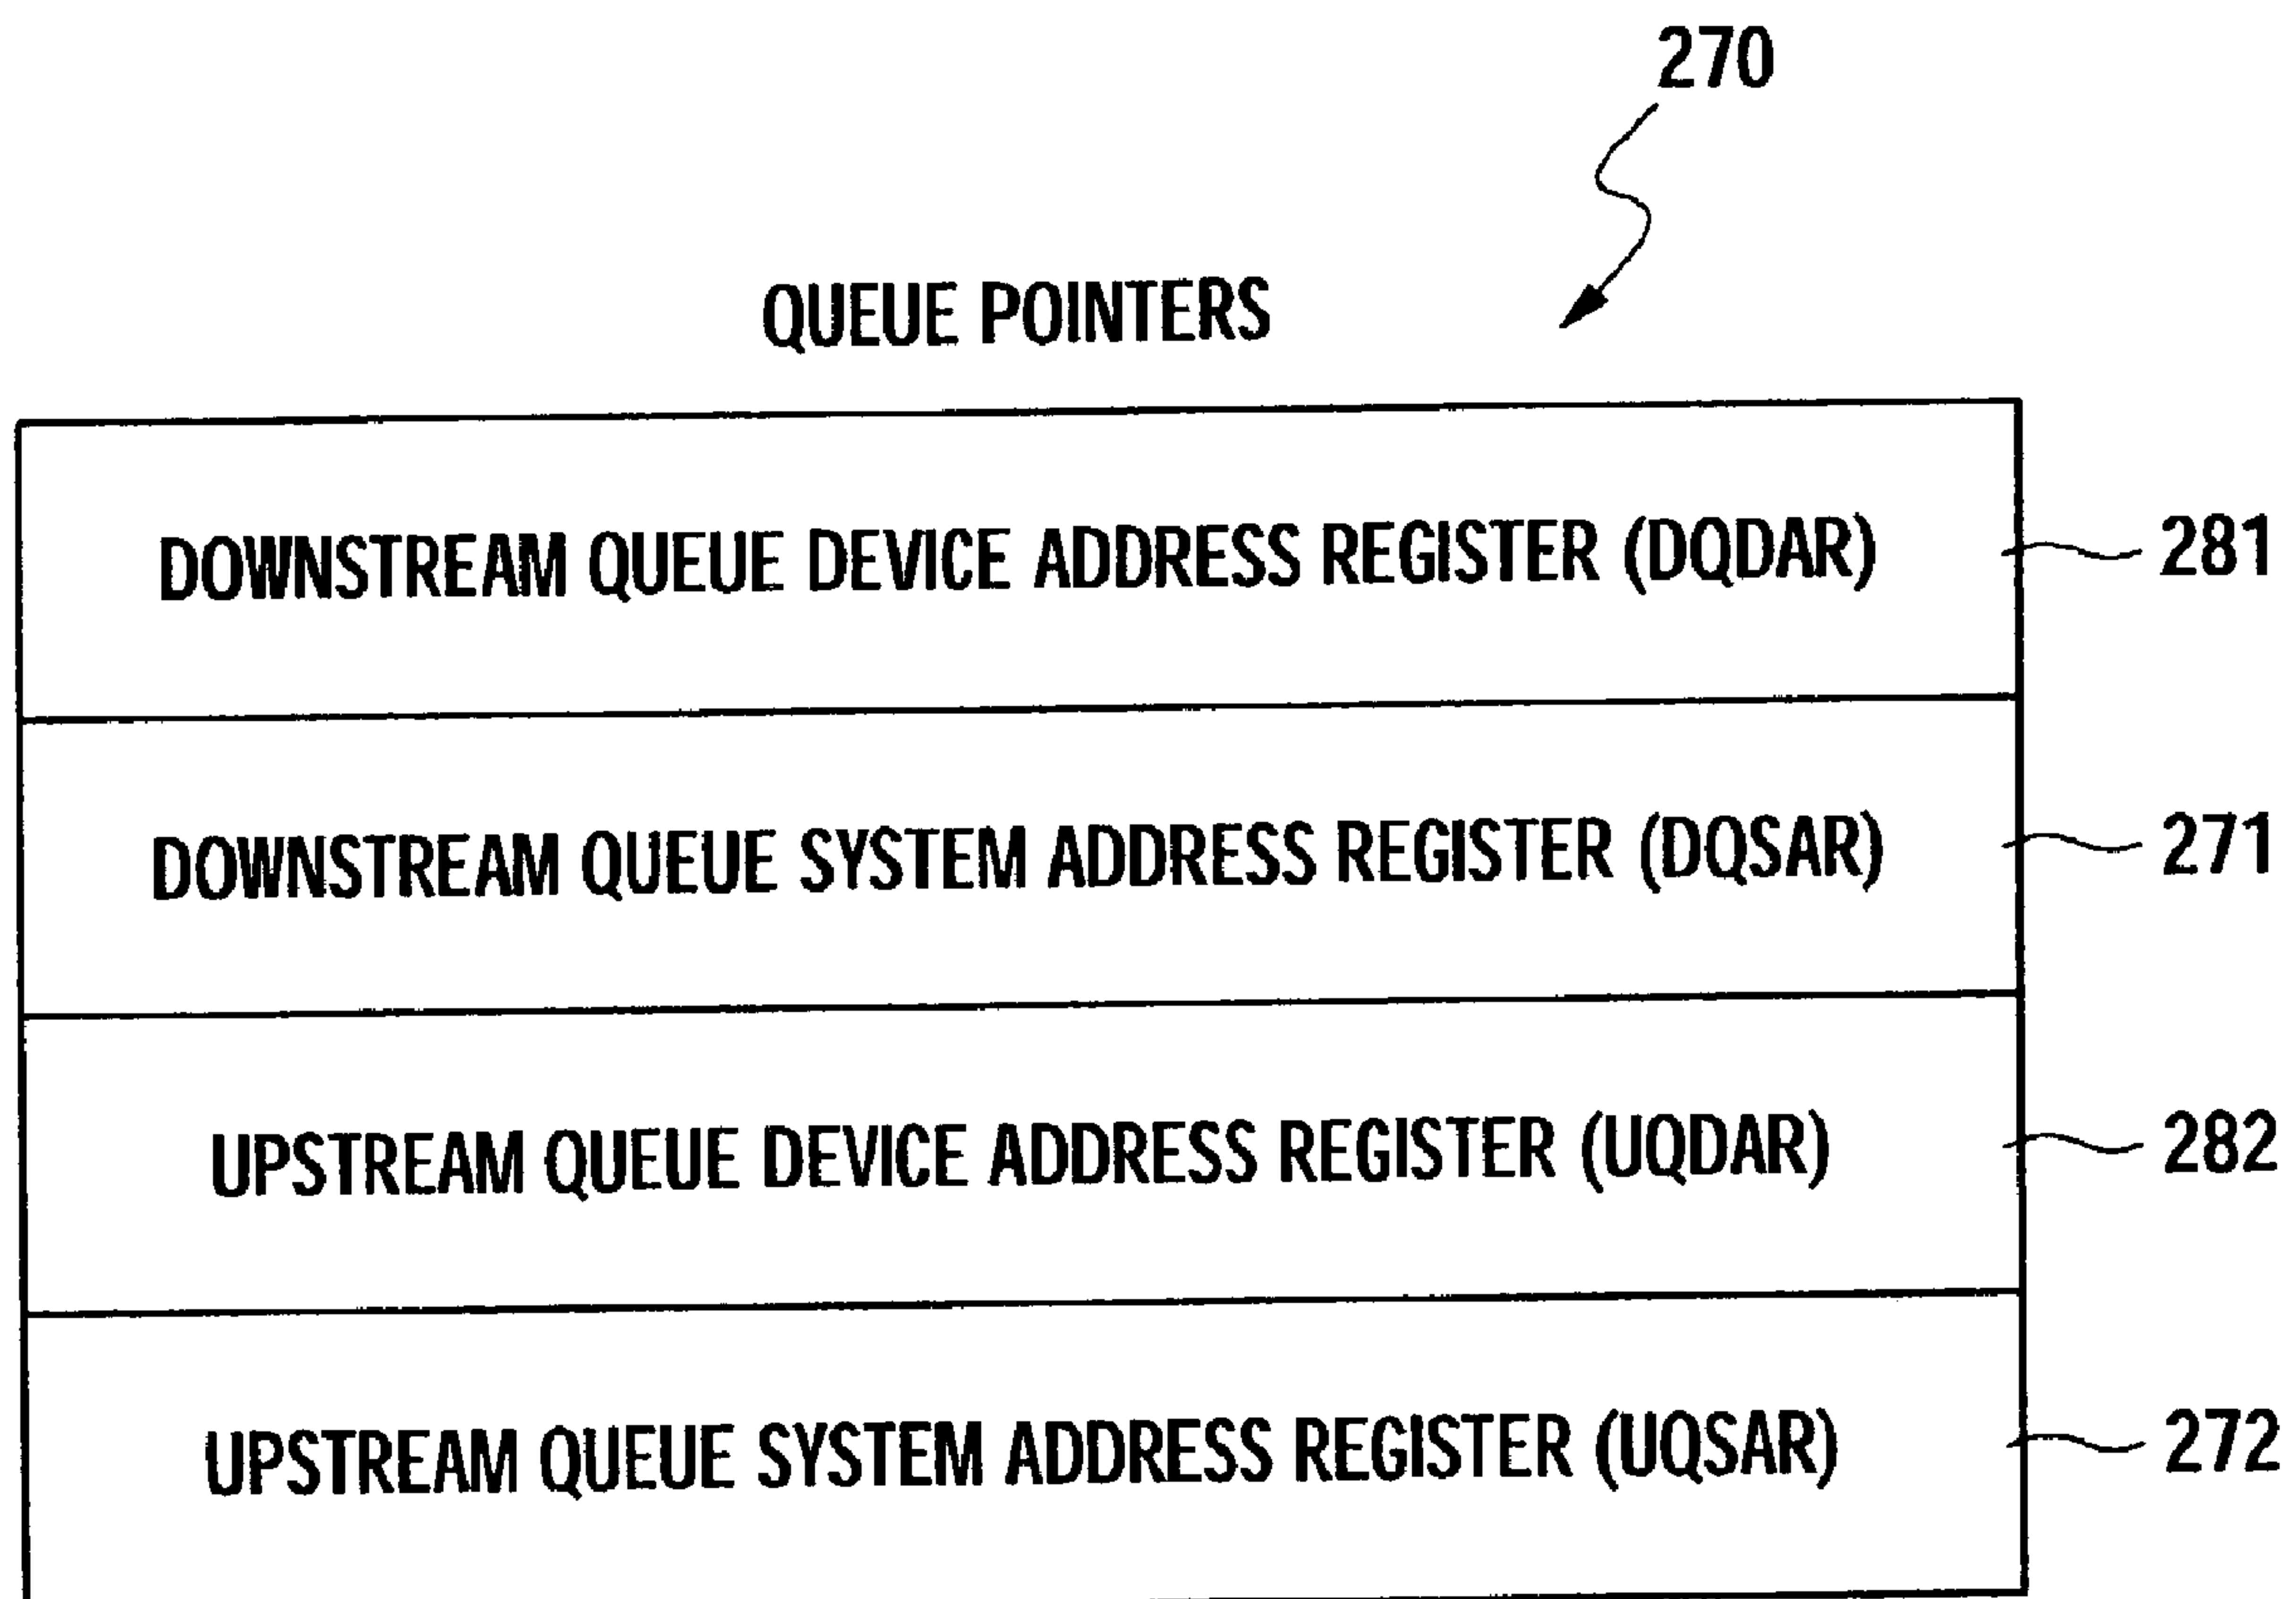 270
QUEUE POINTERS
DOWNSTREAM QUEUE DEVICE ADDRESS REGISTER (DQDAR) 281
DOWNSTREAM QUEUE SYSTEM ADDRESS REGISTER (DQSAR) 271
UPSTREAM QUEUE DEVICE ADDRESS REGISTER (UQDAR) 282
UPSTREAM QUEUE SYSTEM ADDRESS REGISTER (UQSAR) 272